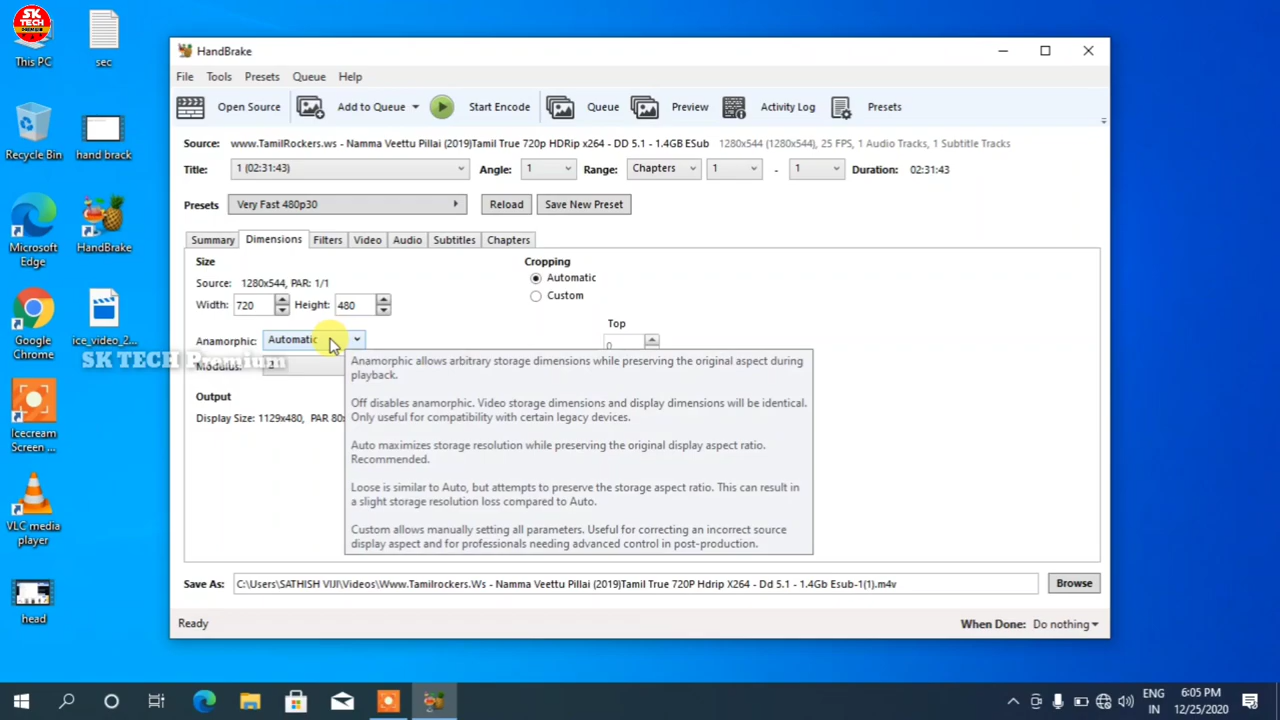 SK
TECH
PREMIUM
This PC
sec
Recycle Bin
hand brack
Microsoft
Edge
HandBrake
Google
Chrome
ice_video_2...
Icecream
Screen ...
VLC media
player
head
HandBrake
File Tools Presets Queue Help
Open Source Add to Queue Start Encode Queue Preview Activity Log Presets
Source: www.TamilRockers.ws - Namma Veettu Pillai (2019)Tamil True 720p HDRip x264 - DD 5.1 - 1.4GB ESub 1280x544 (1280x544), 25 FPS, 1 Audio Tracks, 1 Subtitle Tracks
Title: 1 (02:31:43) Angle: 1 Range: Chapters 1 - 1 Duration: 02:31:43
Presets Very Fast 480p30 Reload Save New Preset
Summary Dimensions Filters Video Audio Subtitles Chapters
Size Cropping
Source: 1280x544, PAR: 1/1 Automatic
Width: 720 Height: 480 Custom
Top
Anamorphic: Automatic 0
SK TECH Premium
Modulus: 2
Output
Display Size: 1129x480, PAR 80x
Anamorphic allows arbitrary storage dimensions while preserving the original aspect during
playback.
Off disables anamorphic. Video storage dimensions and display dimensions will be identical.
Only useful for compatibility with certain legacy devices.
Auto maximizes storage resolution while preserving the original display aspect ratio.
Recommended.
Loose is similar to Auto, but attempts to preserve the storage aspect ratio. This can result in
a slight storage resolution loss compared to Auto.
Custom allows manually setting all parameters. Useful for correcting an incorrect source
display aspect and for professionals needing advanced control in post-production.
Save As: C:\Users\SATHISH VIJI\Videos\Www.Tamilrockers.Ws - Namma Veettu Pillai (2019)Tamil True 720P Hdrip X264 - Dd 5.1 - 1.4Gb Esub-1(1).m4v Browse
Ready When Done: Do nothing
ENG
IN
6:05 PM
12/25/2020